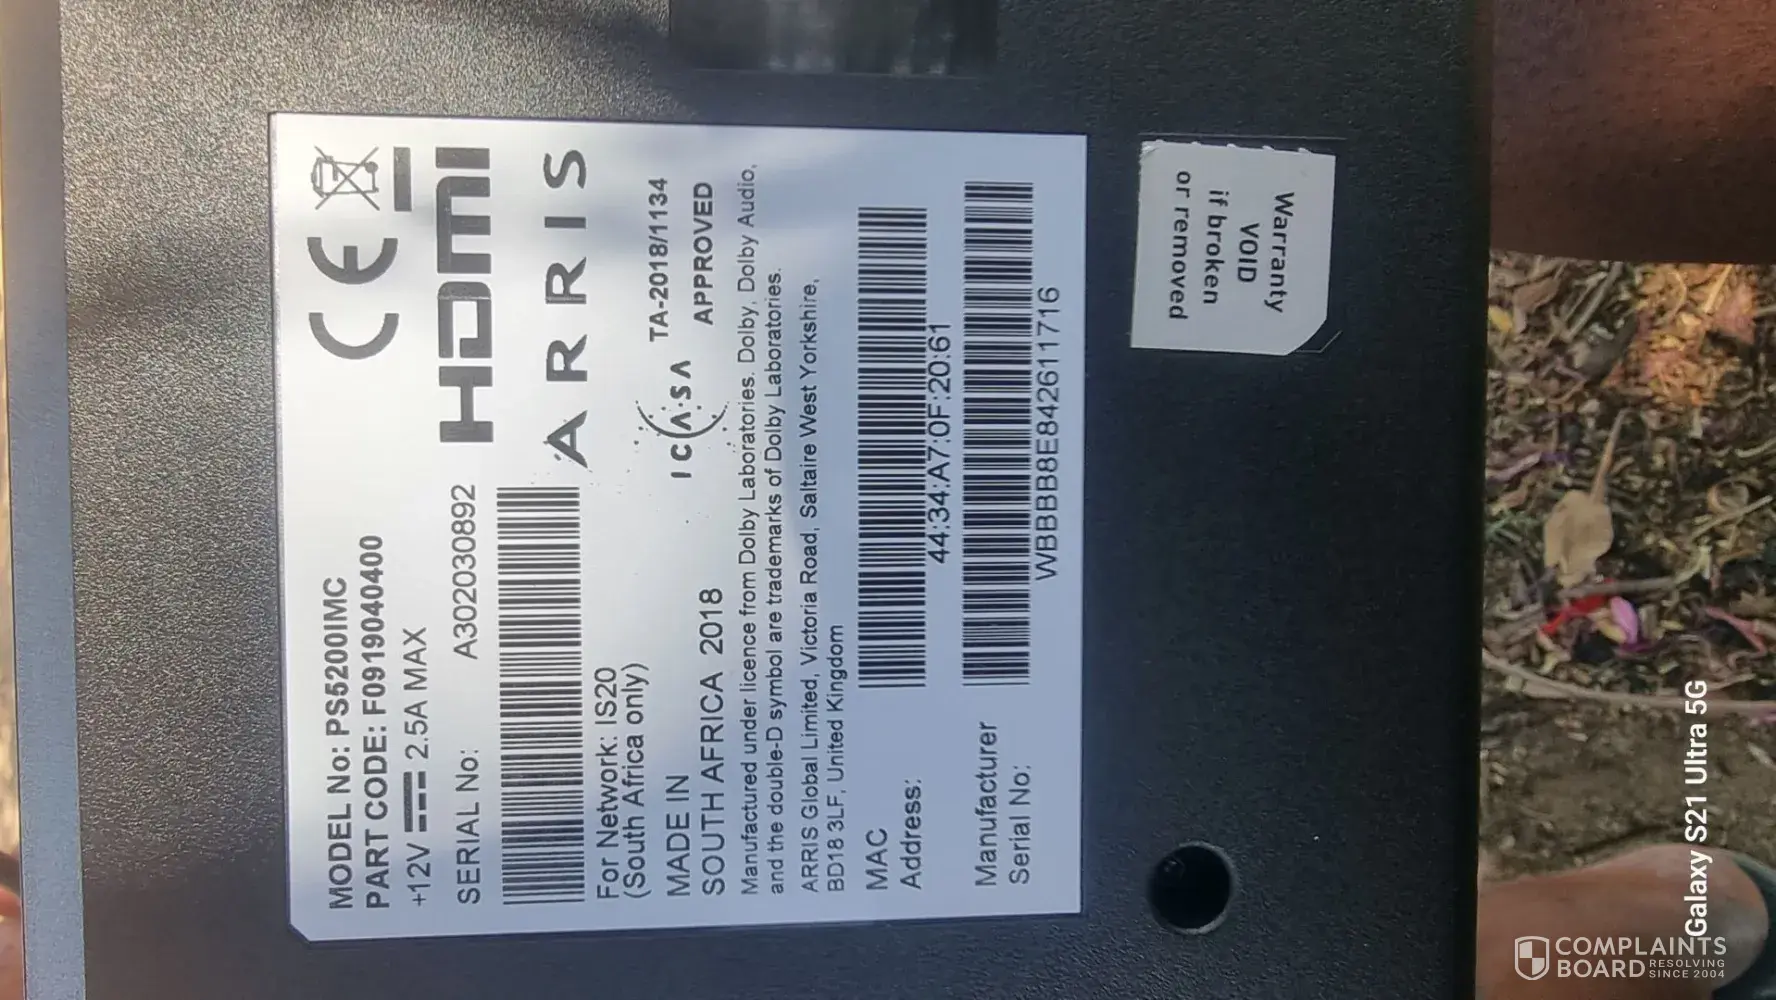 MODEL No: PS5200IMC
PART CODE: F0919040400
+12V 2.5A MAX
CE
SERIAL No: A302030892
HDMI
ARRIS
For Network: IS20
(South Africa only)
MADE IN
SOUTH AFRICA 2018
ICASA
TA-2018/1134
APPROVED
Manufactured under licence from Dolby Laboratories. Dolby, Dolby Audio,
and the double-D symbol are trademarks of Dolby Laboratories.
ARRIS Global Limited, Victoria Road, Saltaire West Yorkshire,
BD18 3LF, United Kingdom
MAC
Address:
44:34:A7:0F:20:61
Manufacturer
Serial No:
WBBBB8E8426111716
Warranty
VOID
if broken
or removed
Galaxy S21 Ultra 5G
COMPLAINTS
BOARD RESOLVING
SINCE 2004